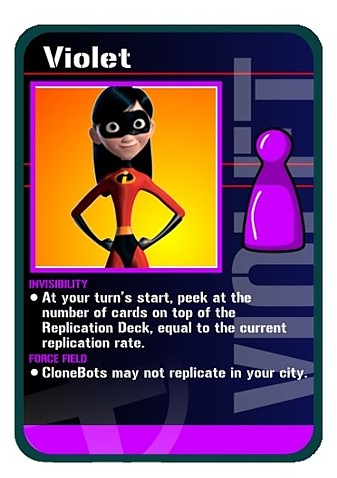 Violet
VIOLET
INVISIBILITY
• At your turn's start, peek at the
number of cards on top of the
Replication Deck, equal to the current
replication rate.
FORCE FIELD
• CloneBots may not replicate in your city.